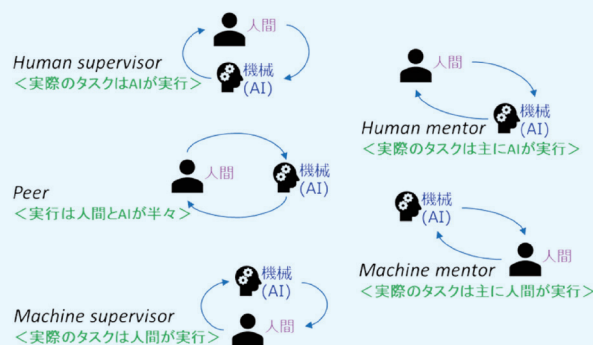 人間
Human supervisor
機械
(AI)
<実際のタスクはAIが実行>
人間
機械
(AI)
Human mentor
<実際のタスクは主にAIが実行>
人間
機械
(AI)
Peer
<実行は人間とAIが半々>
機械
(AI)
人間
Machine mentor
<実際のタスクは主に人間が実行>
機械
(AI)
人間
Machine supervisor
<実際のタスクは人間が実行>